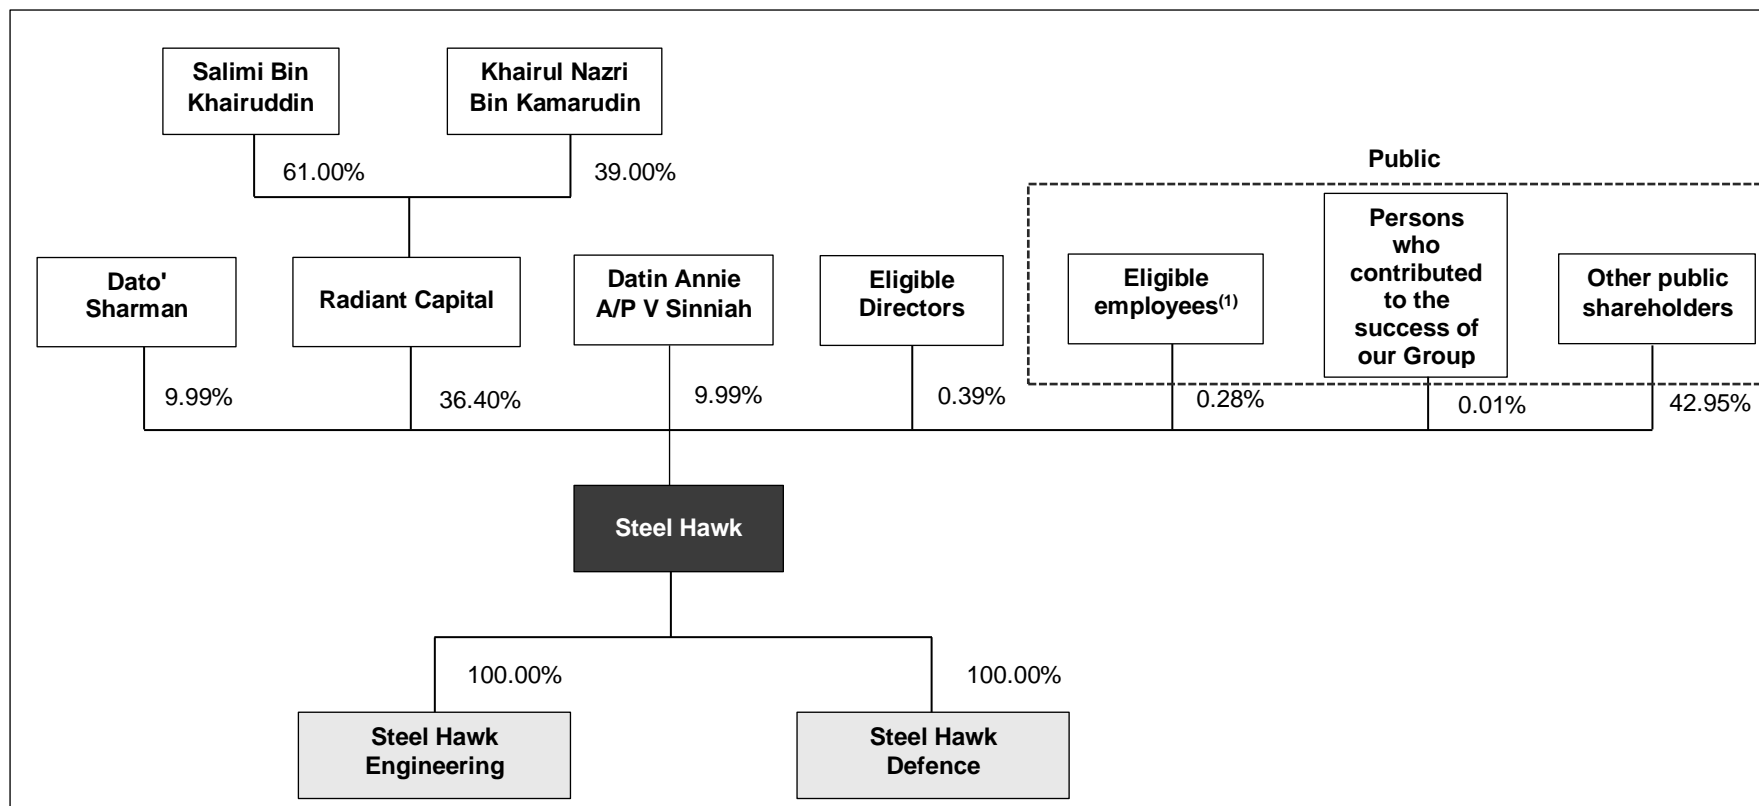 Salimi Bin
Khairuddin
Khairul Nazri
Bin Kamarudin
61.00%
39.00%
Public
Dato'
Sharman
Radiant Capital
Datin Annie
A/P V Sinniah
Eligible
Directors
Eligible
employees(1)
Persons
who
contributed
to the
success of
our Group
Other public
shareholders
9.99%
36.40%
9.99%
0.39%
0.28%
0.01%
42.95%
Steel Hawk
100.00%
100.00%
Steel Hawk
Engineering
Steel Hawk
Defence